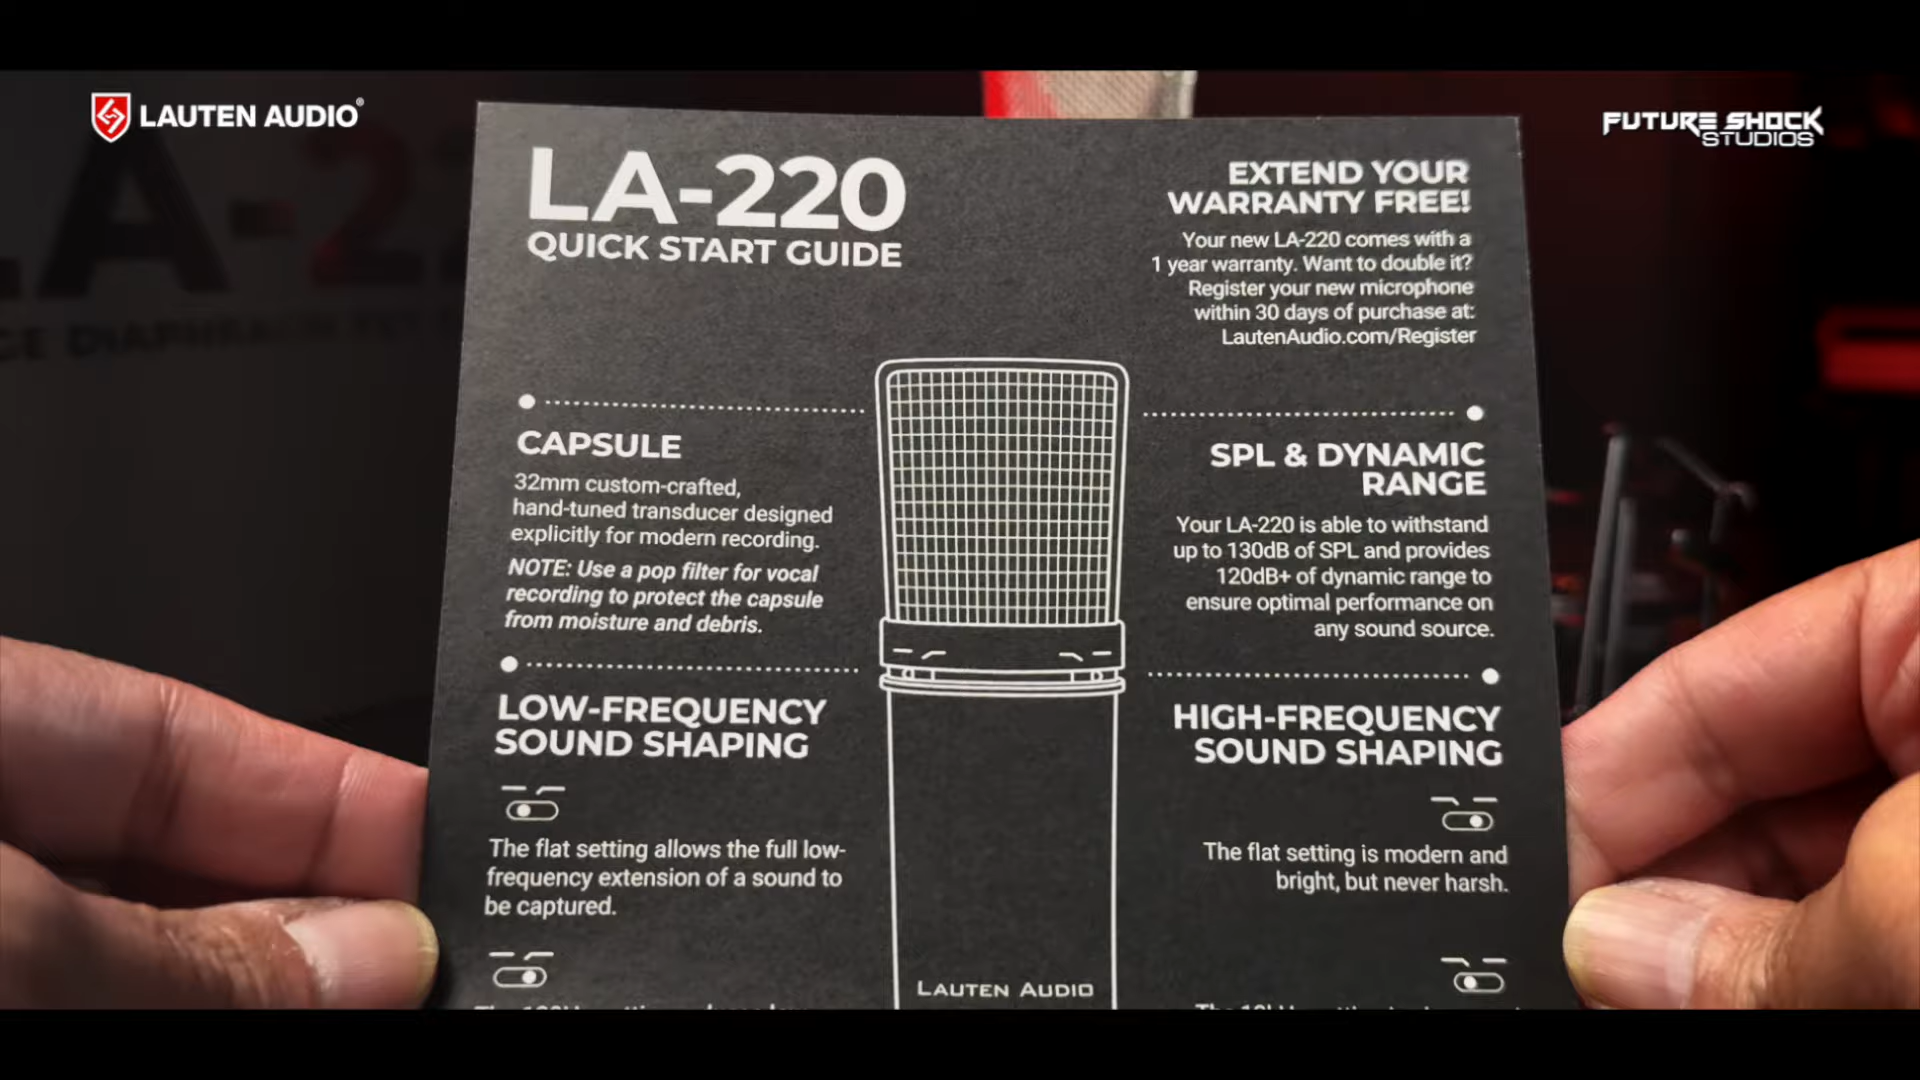 LAUTEN AUDIO®
FUTURE SHOCK
STUDIOS
LA-220
QUICK START GUIDE
EXTEND YOUR
WARRANTY FREE!
Your new LA-220 comes with a
1 year warranty. Want to double it?
Register your new microphone
within 30 days of purchase at:
LautenAudio.com/Register
CAPSULE
32mm custom-crafted,
hand-tuned transducer designed
explicitly for modern recording.
NOTE: Use a pop filter for vocal
recording to protect the capsule
from moisture and debris.
SPL & DYNAMIC
RANGE
Your LA-220 is able to withstand
up to 130dB of SPL and provides
120dB+ of dynamic range to
ensure optimal performance on
any sound source.
LOW-FREQUENCY
SOUND SHAPING
The flat setting allows the full low-
frequency extension of a sound to
be captured.
HIGH-FREQUENCY
SOUND SHAPING
The flat setting is modern and
bright, but never harsh.
LAUTEN AUDIO